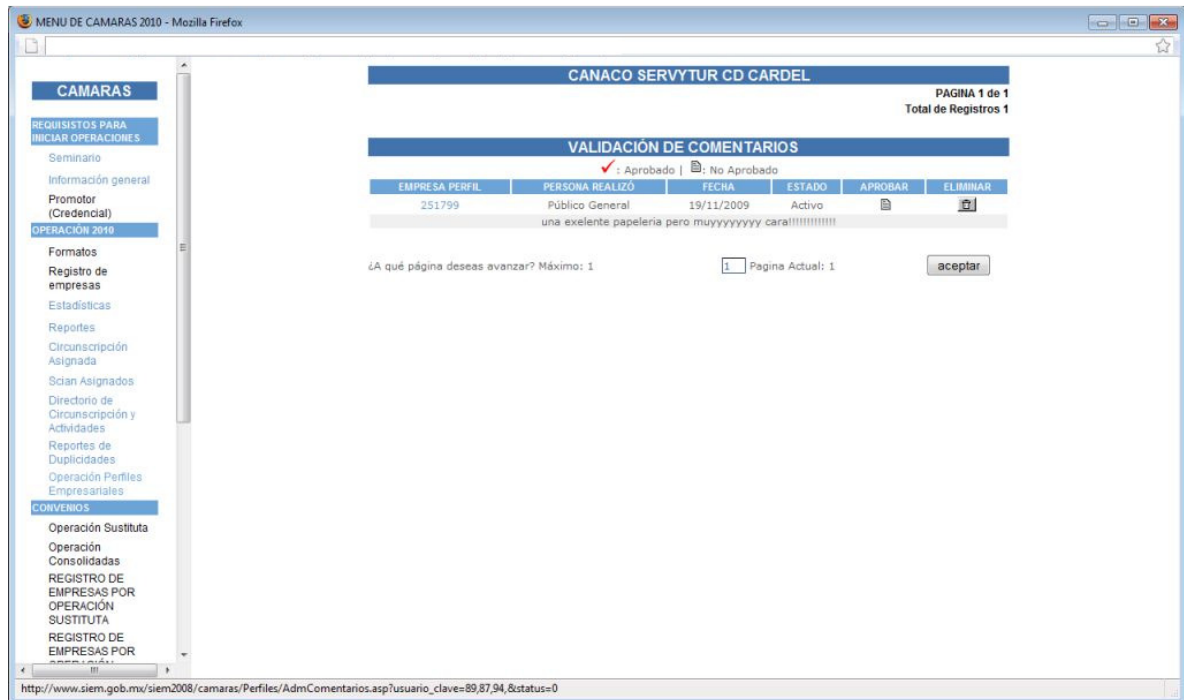 MENU DE CAMARAS 2010 - Mozilla Firefox
CAMARAS
REQUISISTOS PARA
INICIAR OPERACIONES
Seminario
Información general
Promotor
(Credencial)
OPERACIÓN 2010
Formatos
Registro de
empresas
Estadísticas
Reportes
Circunscripción
Asignada
Scian Asignados
Directorio de
Circunscripción y
Actividades
Reportes de
Duplicidades
Operación Perfiles
Empresariales
CONVENIOS
Operación Sustituta
Operación
Consolidadas
REGISTRO DE
EMPRESAS POR
OPERACIÓN
SUSTITUTA
REGISTRO DE
EMPRESAS POR
CANACO SERVYTUR CD CARDEL
PAGINA 1 de 1
Total de Registros 1
VALIDACIÓN DE COMENTARIOS
: Aprobado | : No Aprobado
EMPRESA PERFIL PERSONA REALIZÓ FECHA ESTADO APROBAR ELIMINAR
251799 Público General 19/11/2009 Activo
una exelente papeleria pero muyyyyyyy cara!!!!!!!!!!!!!
¿A qué página deseas avanzar? Máximo: 1 1 Pagina Actual: 1 aceptar
http://www.siem.gob.mx/siem2008/camaras/Perfiles/AdmComentarios.asp?usuario_clave=89,87,94,&status=0